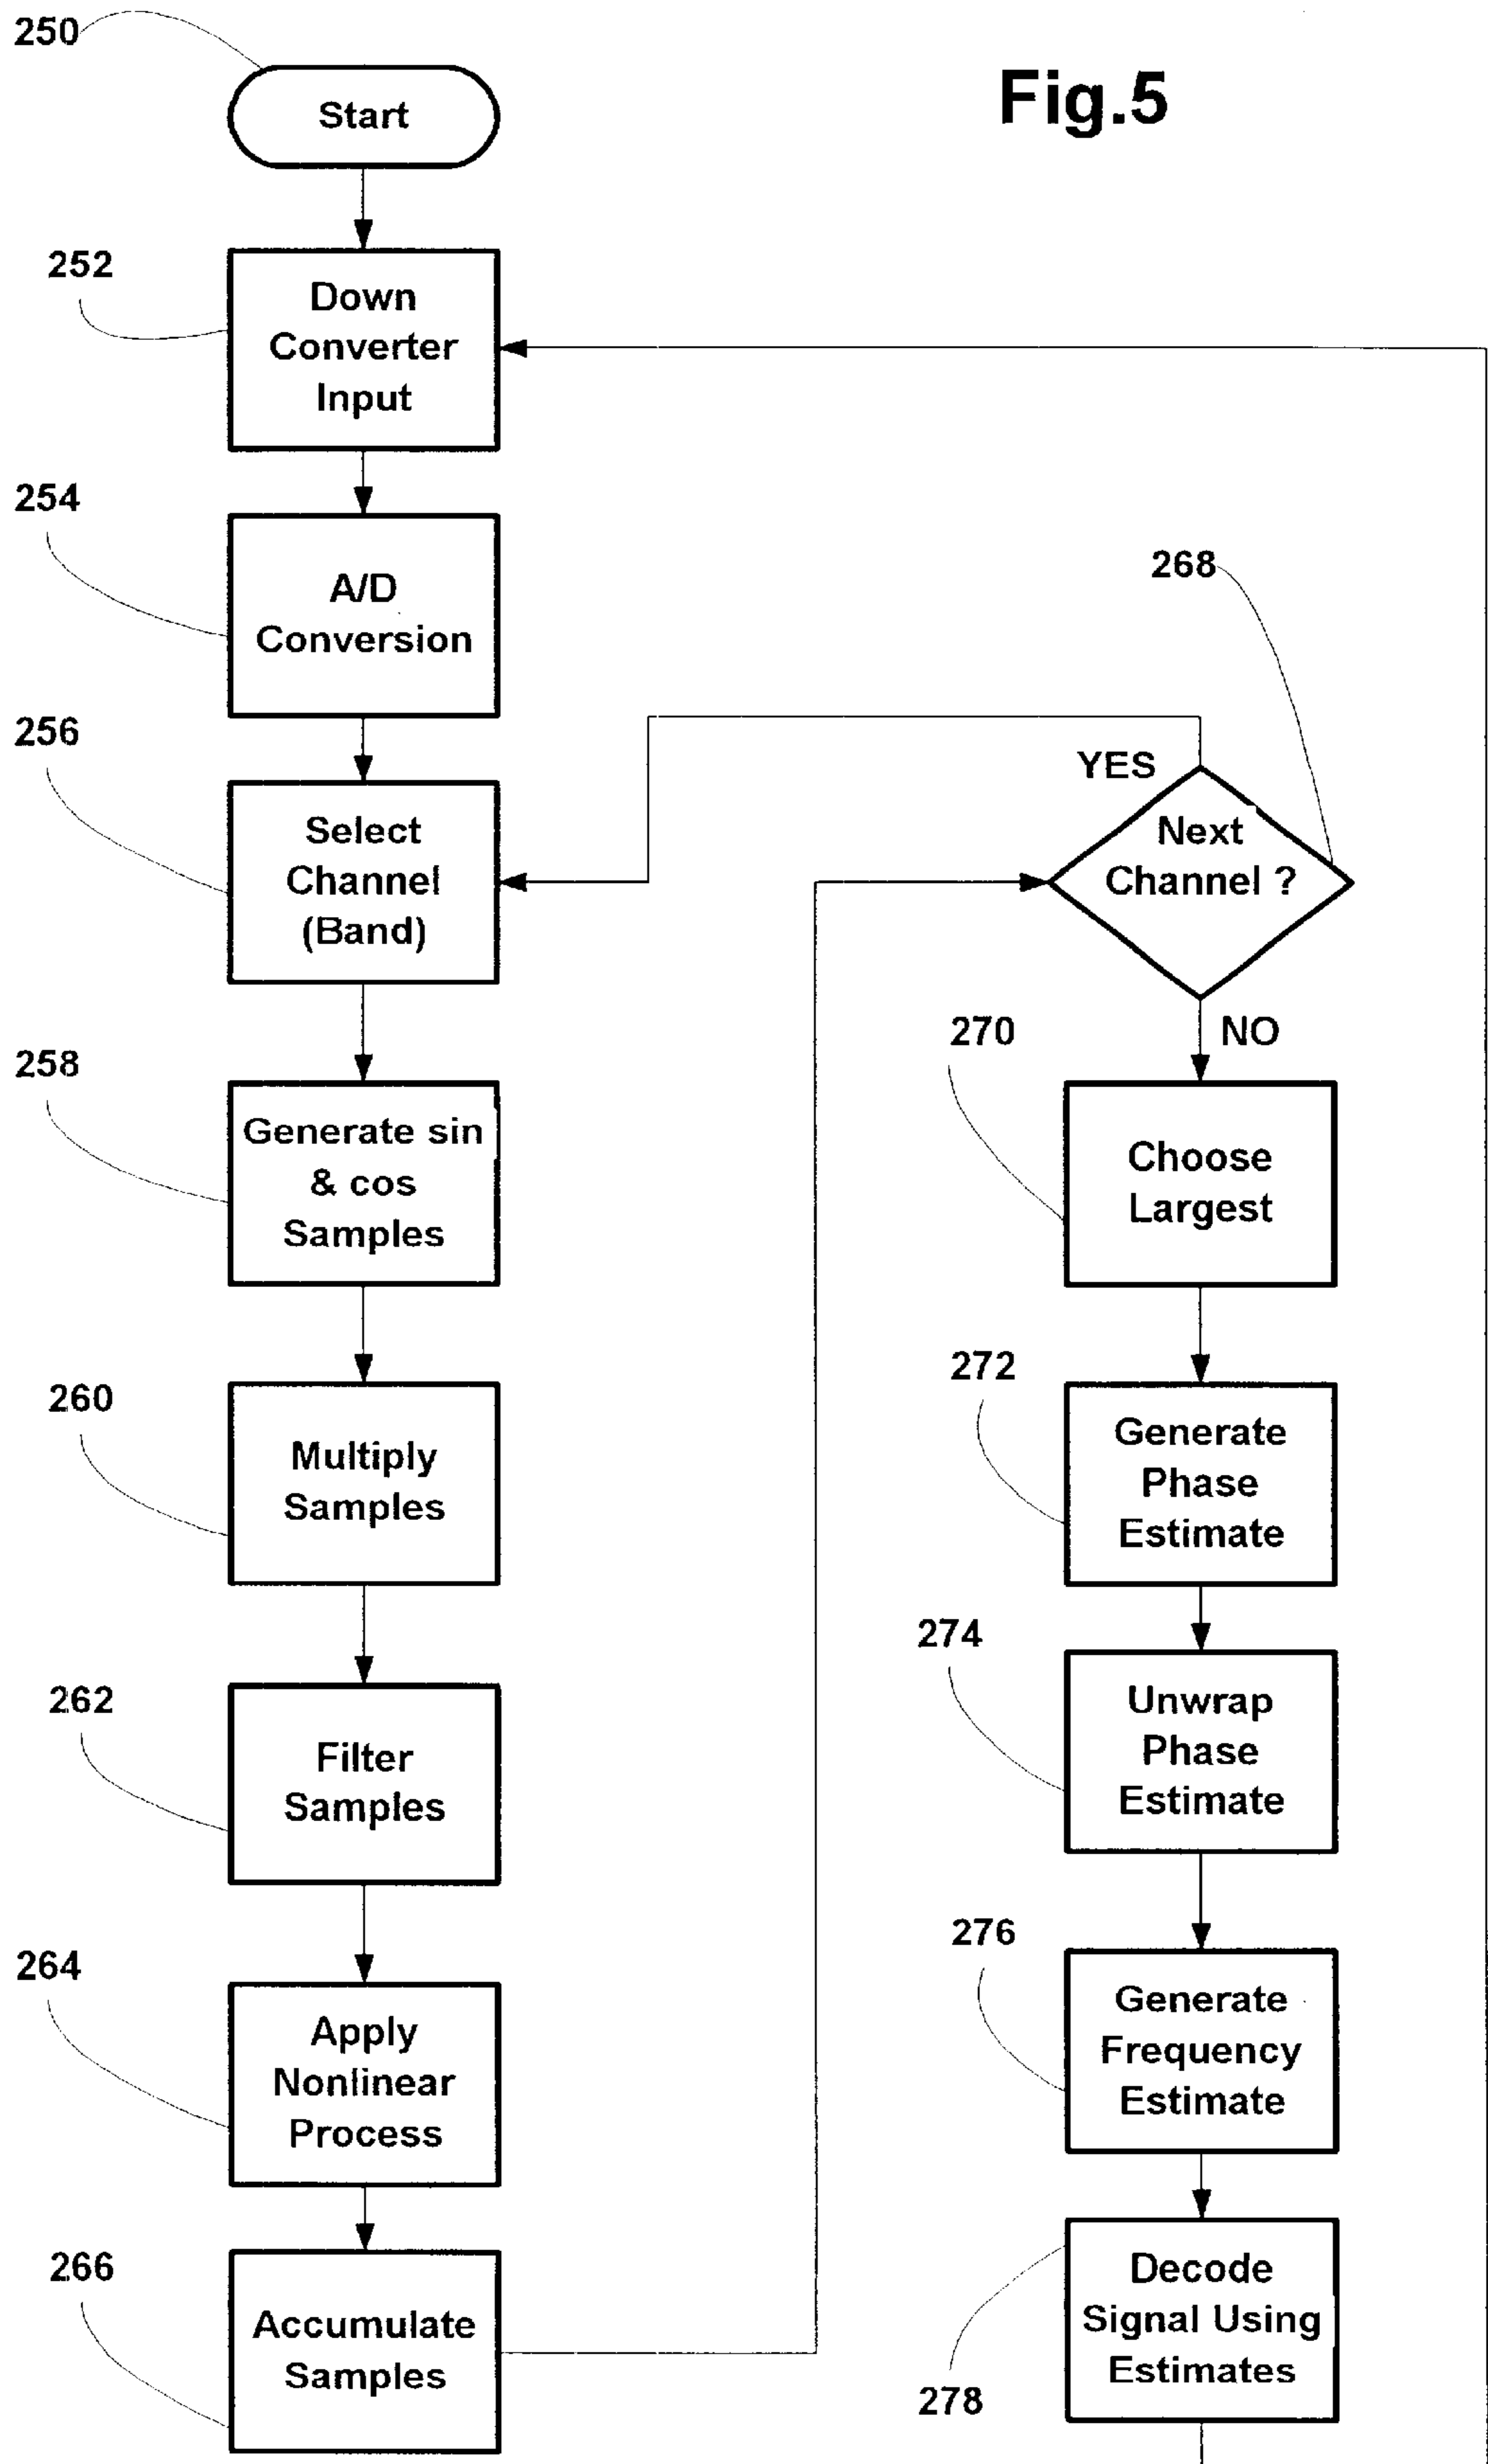 Fig.5
250
Start
252
Down
Converter
Input
254
A/D
Conversion
256
Select
Channel
(Band)
258
Generate sin
& cos
Samples
260
Multiply
Samples
262
Filter
Samples
264
Apply
Nonlinear
Process
266
Accumulate
Samples
268
YES
Next
Channel ?
NO
270
Choose
Largest
272
Generate
Phase
Estimate
274
Unwrap
Phase
Estimate
276
Generate
Frequency
Estimate
Decode
Signal Using
Estimates
278